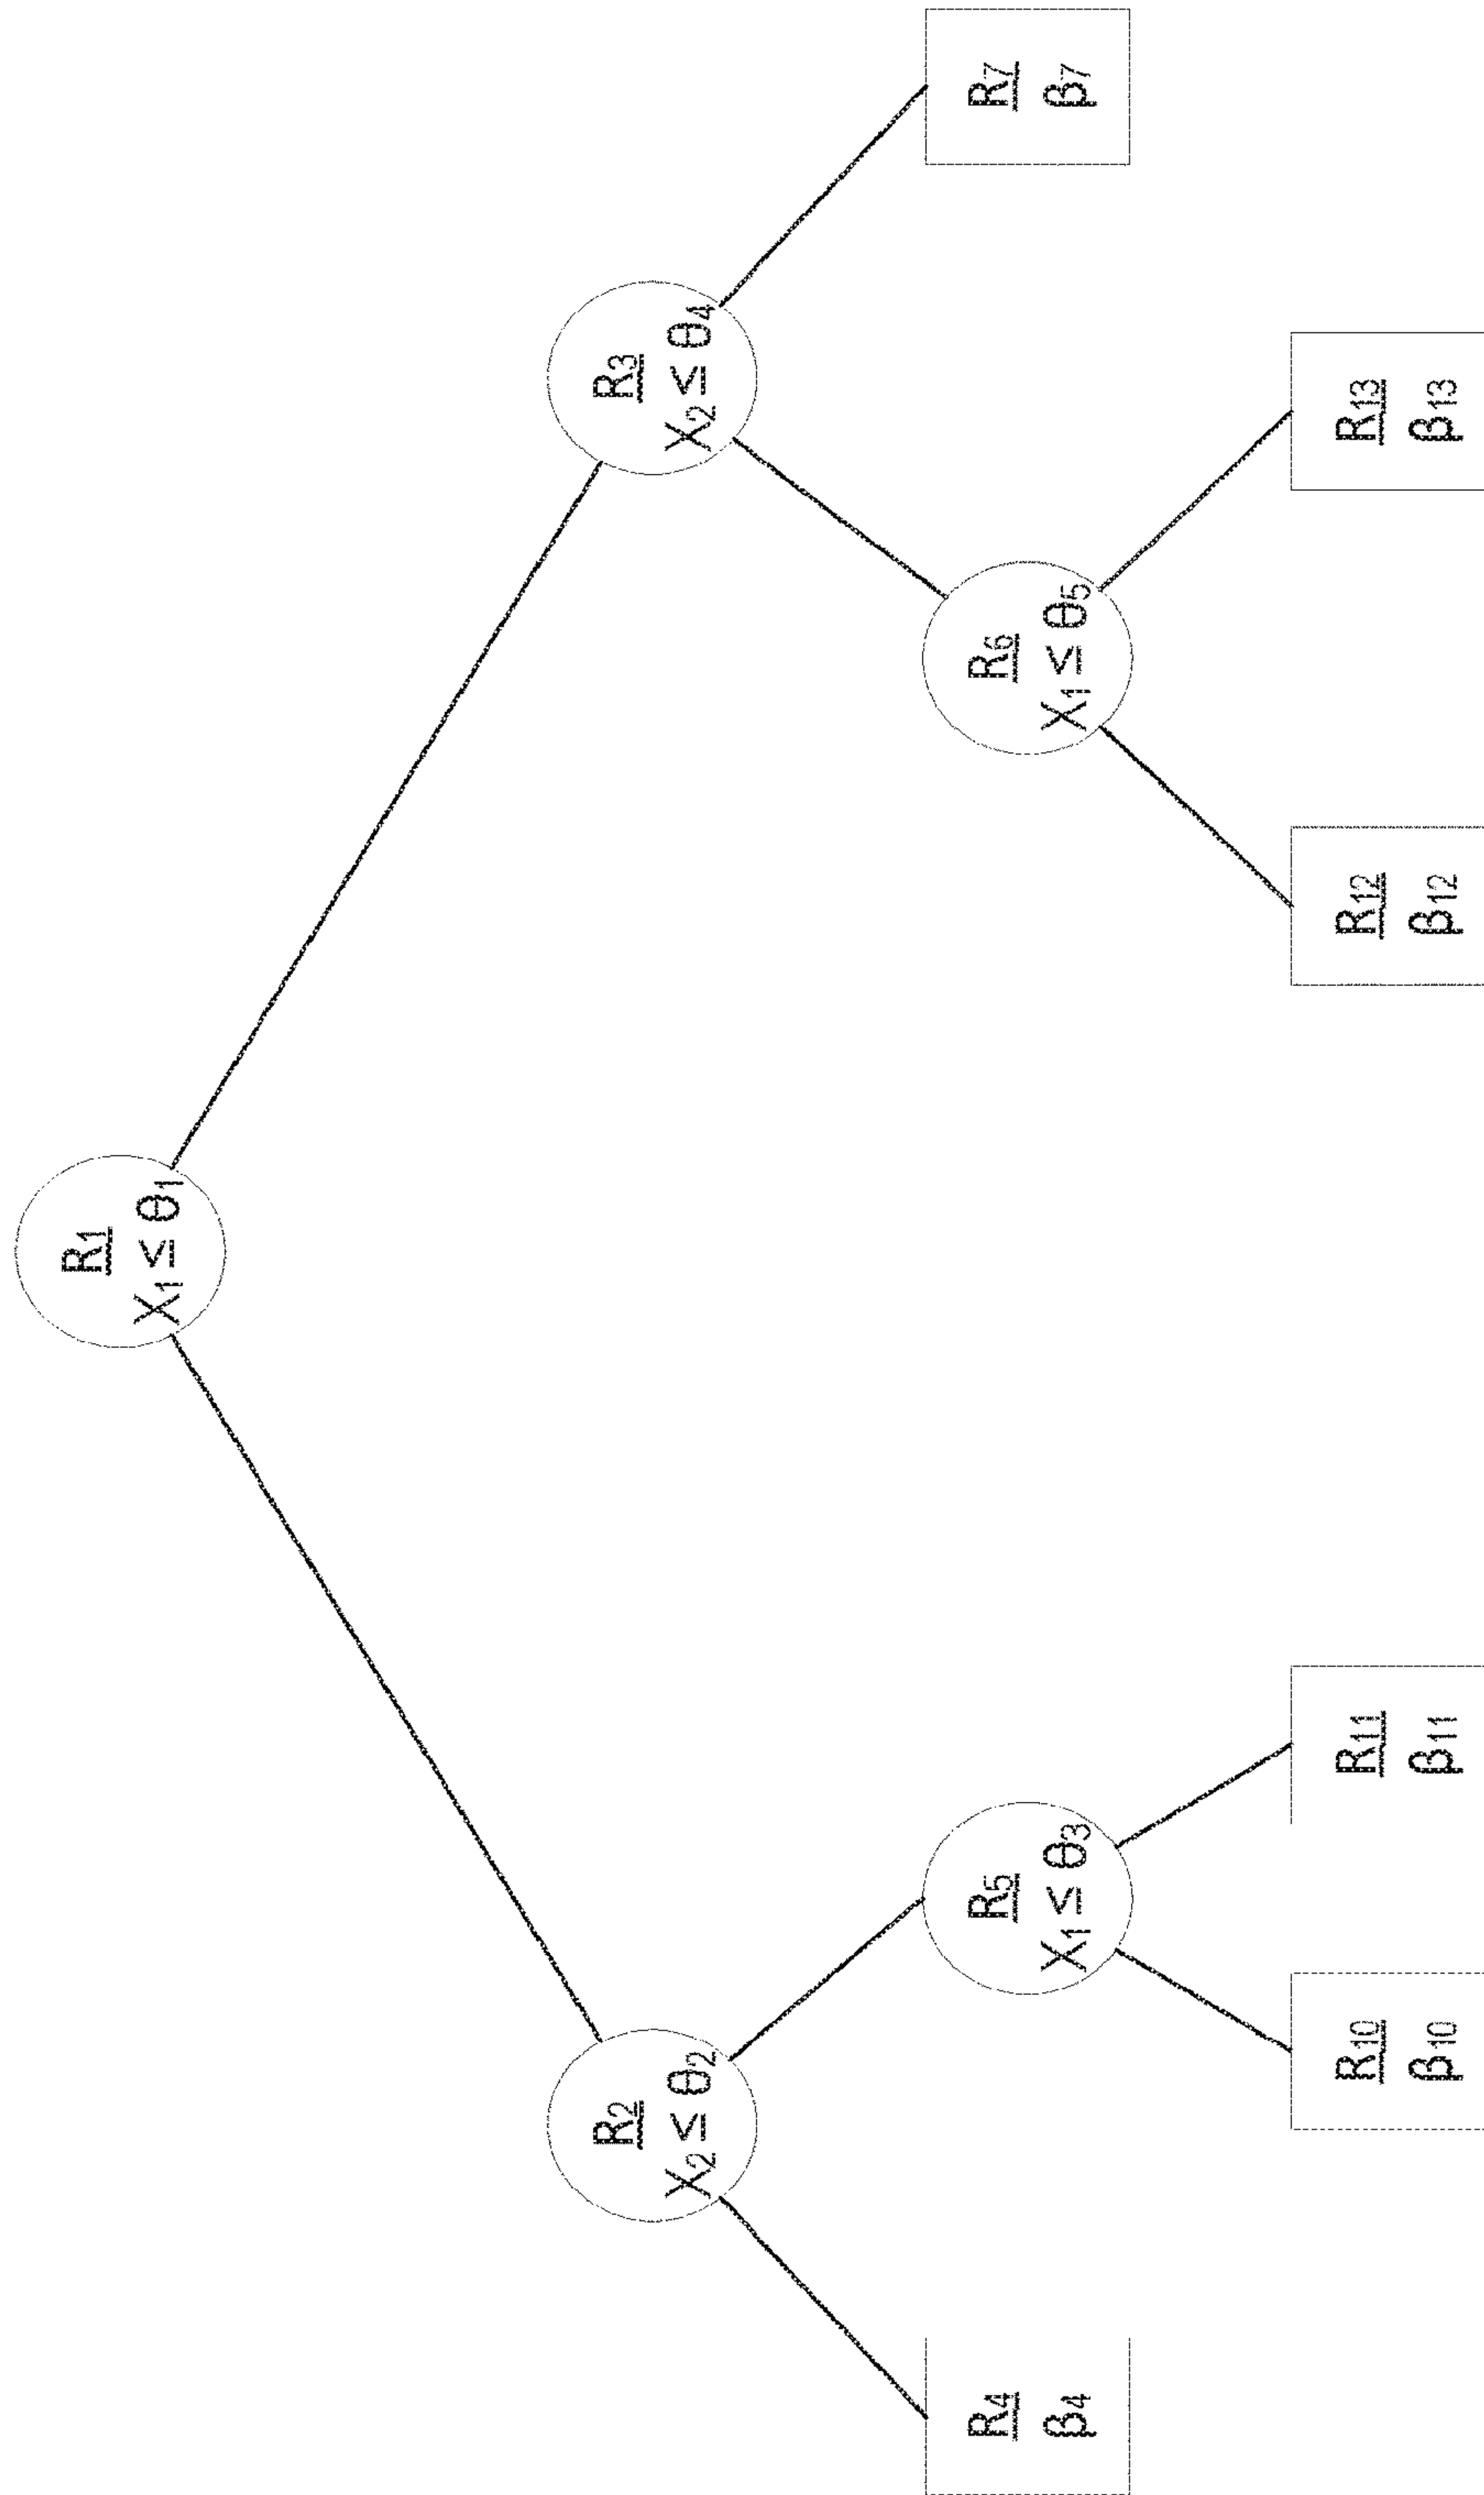 R1
X1 ≤ θ1
R2
X2 ≤ θ2
R3
X2 ≤ θ4
R4
β4
R5
X1 ≤ θ3
R6
X1 ≤ θ5
R7
β7
R10
β10
R11
β11
R12
β12
R13
β13